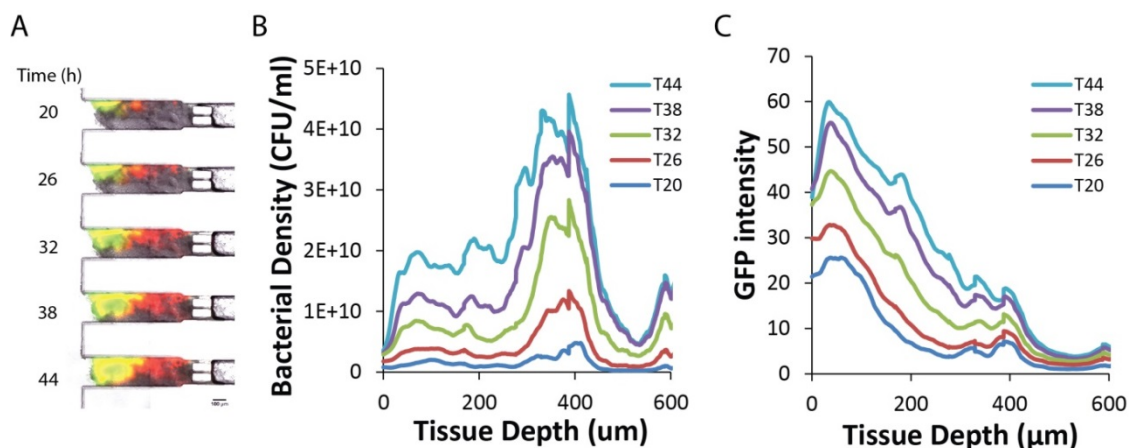 A
Time (h)
20
26
32
38
44
100 µm
B
Bacterial Density (CFU/ml)
5E+10
4E+10
3E+10
2E+10
1E+10
0
T44
T38
T32
T26
T20
0 200 400 600
Tissue Depth (um)
C
GFP intensity
70
60
50
40
30
20
10
0
T44
T38
T32
T26
T20
0 200 400 600
Tissue Depth (µm)